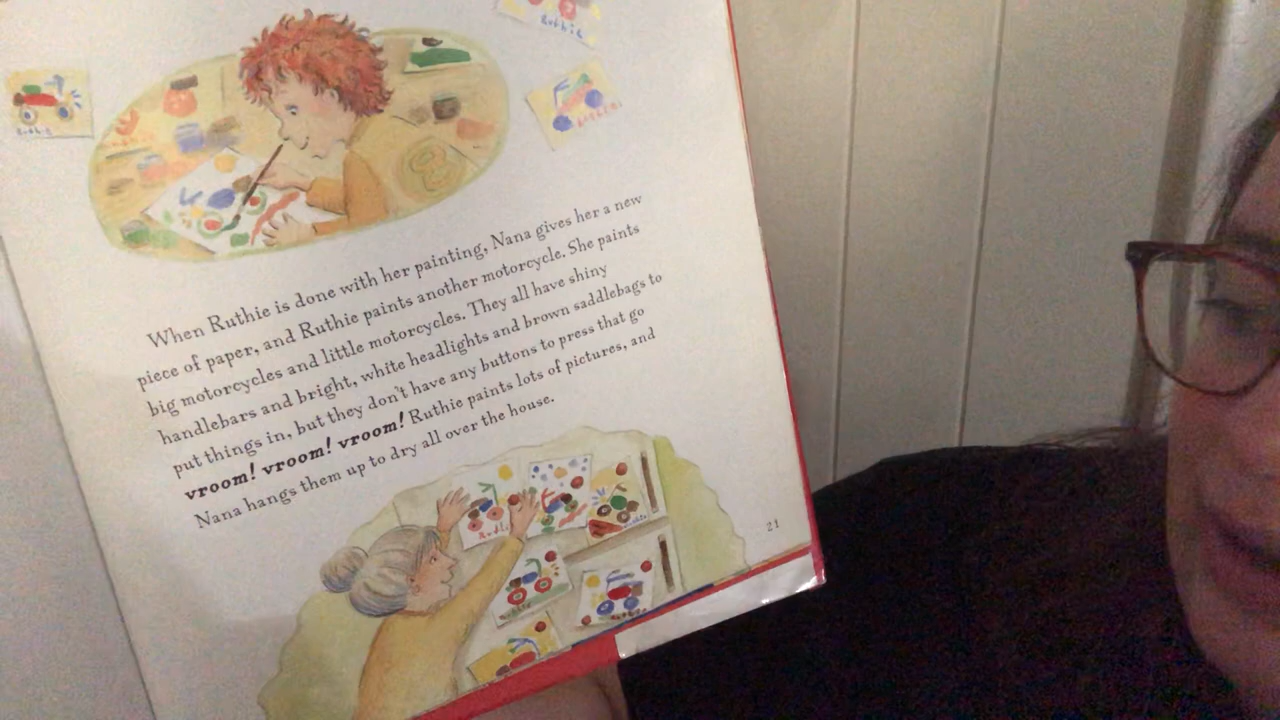 Ruthie
Ruthie
When Ruthie is done with her painting, Nana gives her a new
piece of paper, and Ruthie paints another motorcycle. She paints
big motorcycles and little motorcycles. They all have shiny
handlebars and bright, white headlights and brown saddlebags to
put things in, but they don't have any buttons to press that go
vroom! vroom! vroom! Ruthie paints lots of pictures, and
Nana hangs them up to dry all over the house.
21